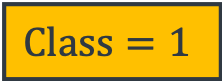 Class = 1